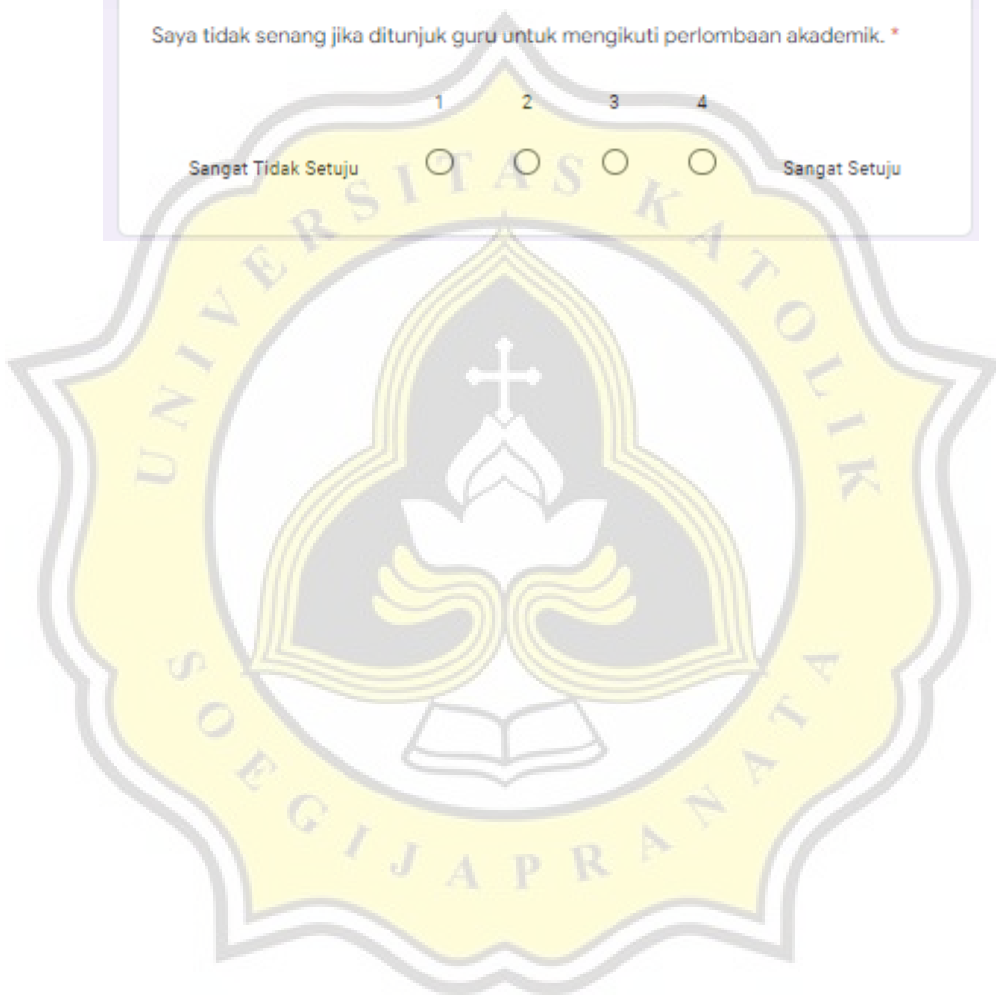 Saya tidak senang jika ditunjuk guru untuk mengikuti perlombaan akademik. *
1 2 3 4
Sangat Tidak Setuju Sangat Setuju
UNIVERSITAS KATOLIK
SOEGIJAPRANATA